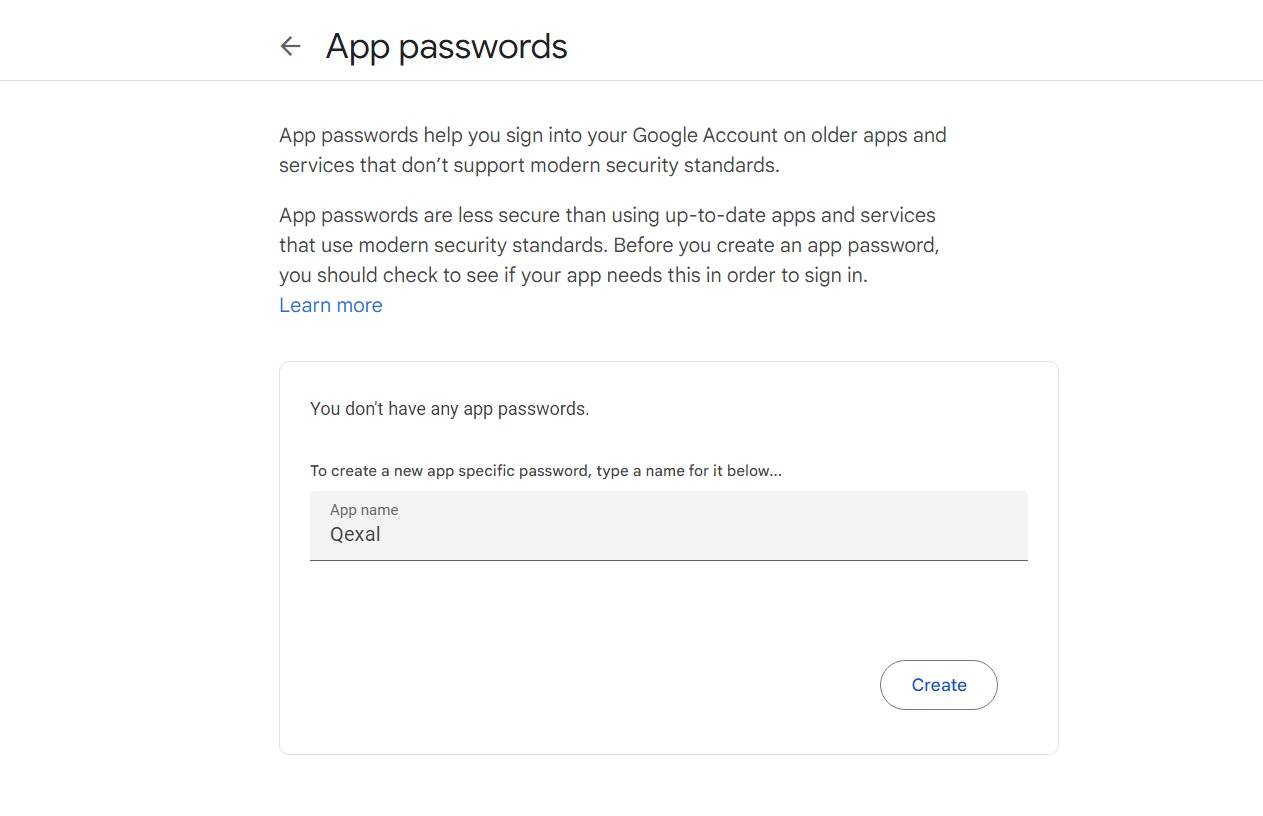 App passwords
App passwords help you sign into your Google Account on older apps and
services that don’t support modern security standards.
App passwords are less secure than using up-to-date apps and services
that use modern security standards. Before you create an app password,
you should check to see if your app needs this in order to sign in.
Learn more
You don't have any app passwords.
To create a new app specific password, type a name for it below...
App name
Qexal
Create